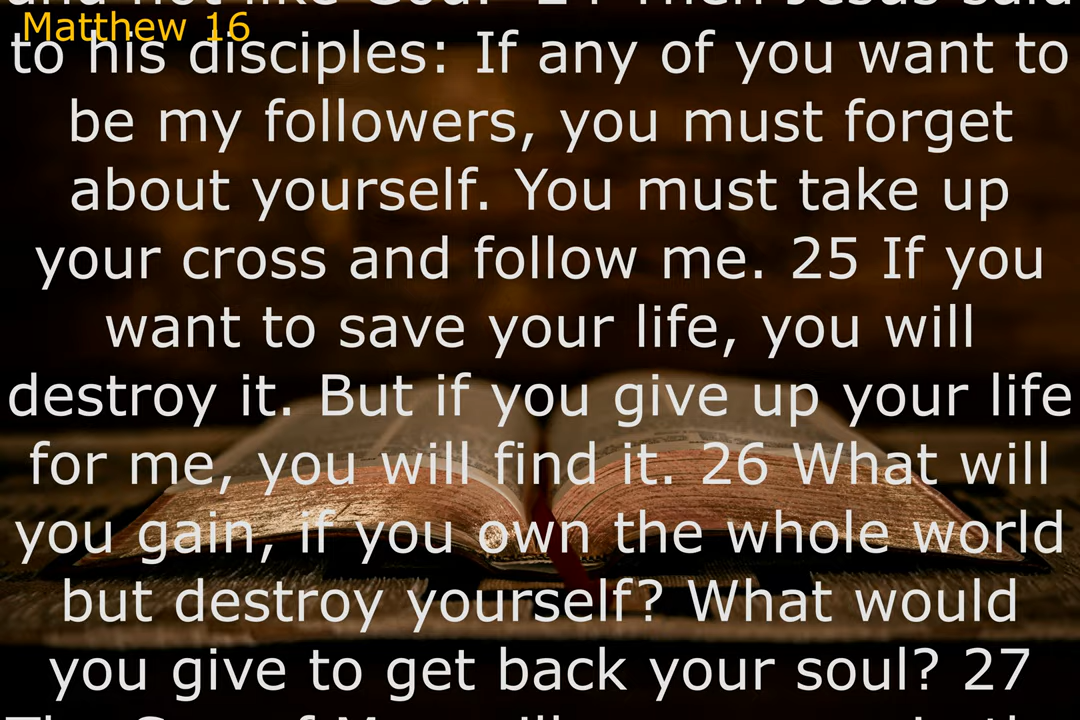 and not like God." 24 Then Jesus said
Matthew 16
to his disciples: If any of you want to
be my followers, you must forget
about yourself. You must take up
your cross and follow me. 25 If you
want to save your life, you will
destroy it. But if you give up your life
for me, you will find it. 26 What will
you gain, if you own the whole world
but destroy yourself? What would
you give to get back your soul? 27